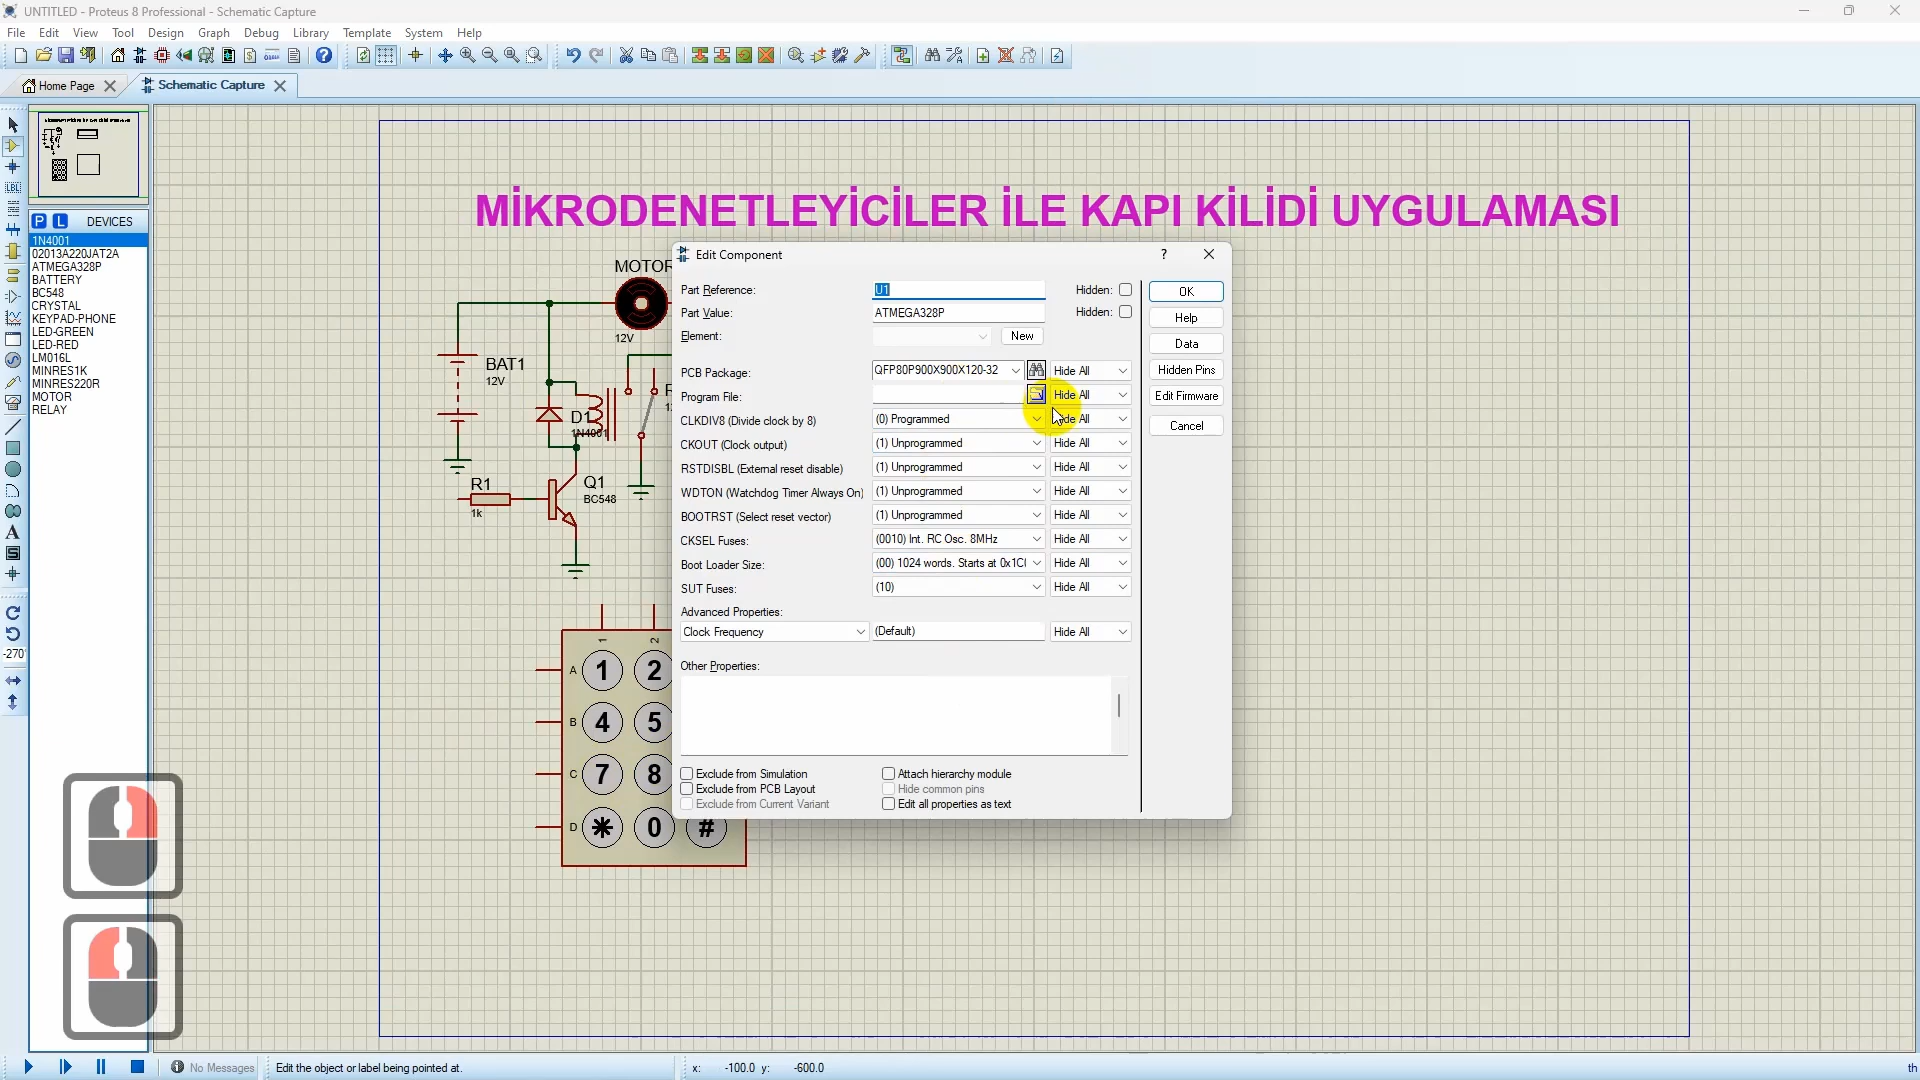 UNTITLED - Proteus 8 Professional - Schematic Capture
File Edit View Tool Design Graph Debug Library Template System Help
Home Page Schematic Capture
P L DEVICES
1N4001
02013A220JAT2A
ATMEGA328P
BATTERY
BC548
CRYSTAL
KEYPAD-PHONE
LED-GREEN
LED-RED
LM016L
MINRES1K
MINRES220R
MOTOR
RELAY
LBL
A
S
-270°
MİKRODENETLEYİCİLER İLE KAPI KİLİDİ UYGULAMASI
MOTOR
12V
BAT1
12V
D1
1N4001
R1
1k
Q1
BC548
1 2
A 1 2
B 4 5
C 7 8
D * 0 #
Edit Component ?
Part Reference: U1 Hidden:
Part Value: ATMEGA328P Hidden:
Element: New
PCB Package: QFP80P900X900X120-32 Hide All
Program File: Hide All
CLKDIV8 (Divide clock by 8) (0) Programmed Hide All
CKOUT (Clock output) (1) Unprogrammed Hide All
RSTDISBL (External reset disable) (1) Unprogrammed Hide All
WDTON (Watchdog Timer Always On) (1) Unprogrammed Hide All
BOOTRST (Select reset vector) (1) Unprogrammed Hide All
CKSEL Fuses: (0010) Int. RC Osc. 8MHz Hide All
Boot Loader Size: (00) 1024 words. Starts at 0x1C Hide All
SUT Fuses: (10) Hide All
Advanced Properties:
Clock Frequency (Default) Hide All
Other Properties:
Exclude from Simulation Attach hierarchy module
Exclude from PCB Layout Hide common pins
Exclude from Current Variant Edit all properties as text
OK
Help
Data
Hidden Pins
Edit Firmware
Cancel
No Messages Edit the object or label being pointed at. x: -100.0 y: -600.0 th